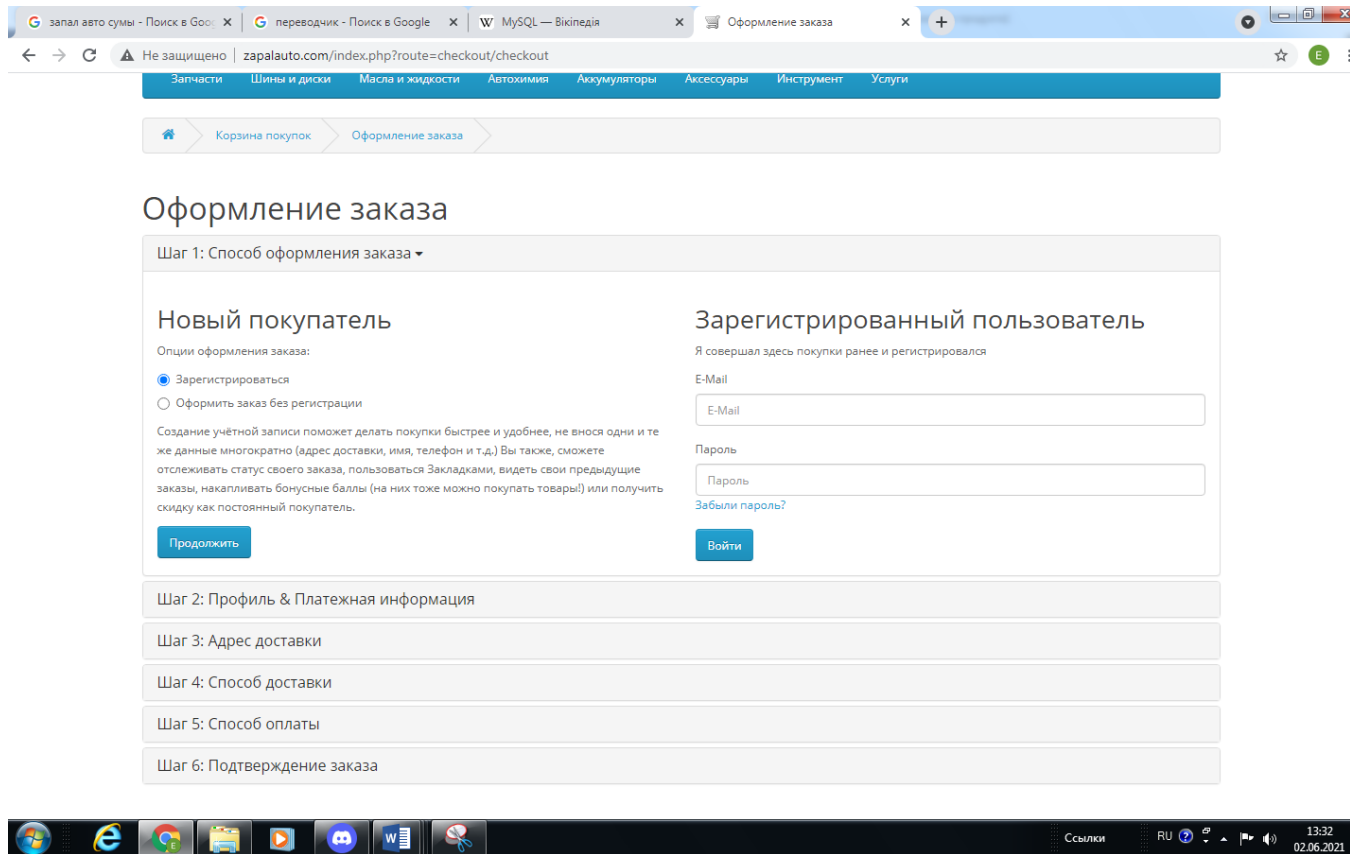 запал авто сумы - Поиск в Goog
переводчик - Поиск в Google
MySQL — Вікіпедія
Оформление заказа
Не защищено
zapalauto.com/index.php?route=checkout/checkout
E
Запчасти Шины и диски Масла и жидкости Автохимия Аккумуляторы Аксессуары Инструмент Услуги
Корзина покупок Оформление заказа
Оформление заказа
Шаг 1: Способ оформления заказа
Новый покупатель
Опции оформления заказа:
Зарегистрироваться
Оформить заказ без регистрации
Создание учётной записи поможет делать покупки быстрее и удобнее, не внося одни и те
же данные многократно (адрес доставки, имя, телефон и т.д.) Вы также, сможете
отслеживать статус своего заказа, пользоваться Закладками, видеть свои предыдущие
заказы, накапливать бонусные баллы (на них тоже можно покупать товары!) или получить
скидку как постоянный покупатель.
Продолжить
Зарегистрированный пользователь
Я совершал здесь покупки ранее и регистрировался
E-Mail
E-Mail
Пароль
Пароль
Забыли пароль?
Войти
Шаг 2: Профиль & Платежная информация
Шаг 3: Адрес доставки
Шаг 4: Способ доставки
Шаг 5: Способ оплаты
Шаг 6: Подтверждение заказа
Ссылки
RU
13:32
02.06.2021